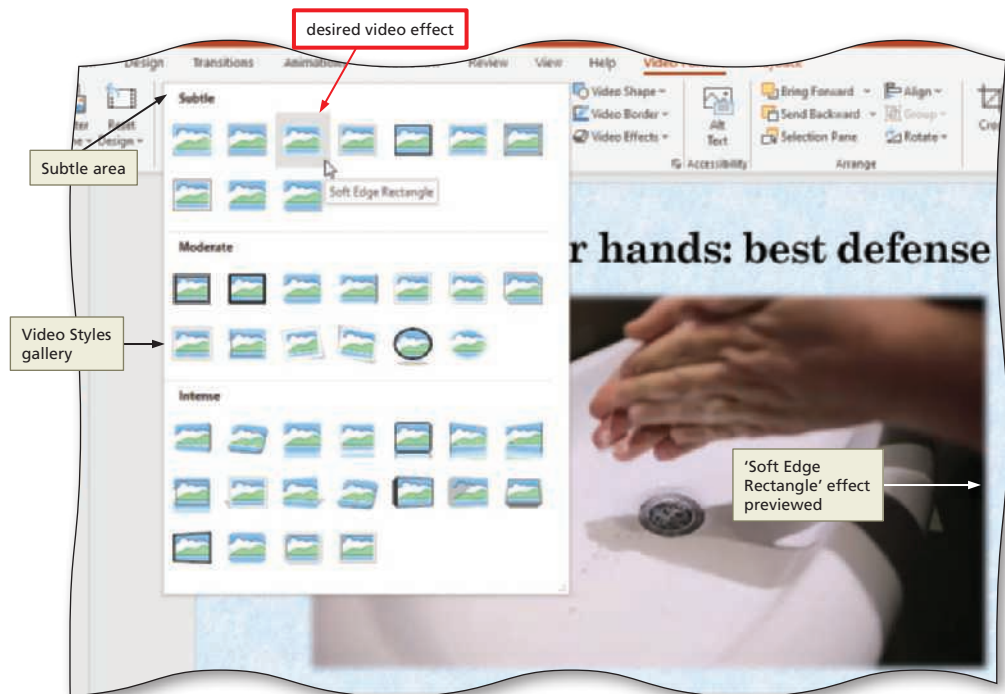 desired video effect
Design Transitions Review View Help
Subtle
Video Shape
Bring Forward
Align
Video Border
Send Backward
Group
Reset
Alt
Design
Video Effects
Text
Selection Pane
Rotate
Accessibility
Arrange
Subtle area
Soft Edge Rectangle
Moderate
r hands: best defense
Video Styles
gallery
Intense
'Soft Edge
Rectangle' effect
previewed